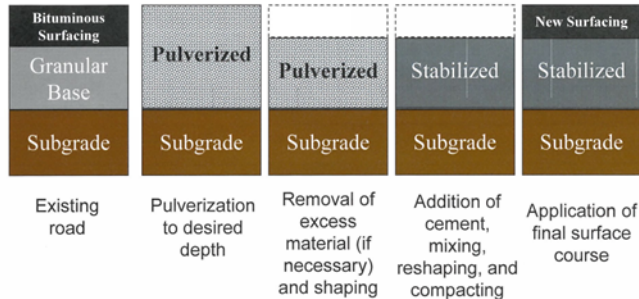 Bituminous
Surfacing
Granular
Base
Subgrade
Pulverized
Subgrade
Pulverized
Subgrade
Stabilized
Subgrade
New Surfacing
Stabilized
Subgrade
Existing
road
Pulverization
to desired
depth
Removal of
excess
material (if
necessary)
and shaping
Addition of
cement,
mixing,
reshaping, and
compacting
Application of
final surface
course